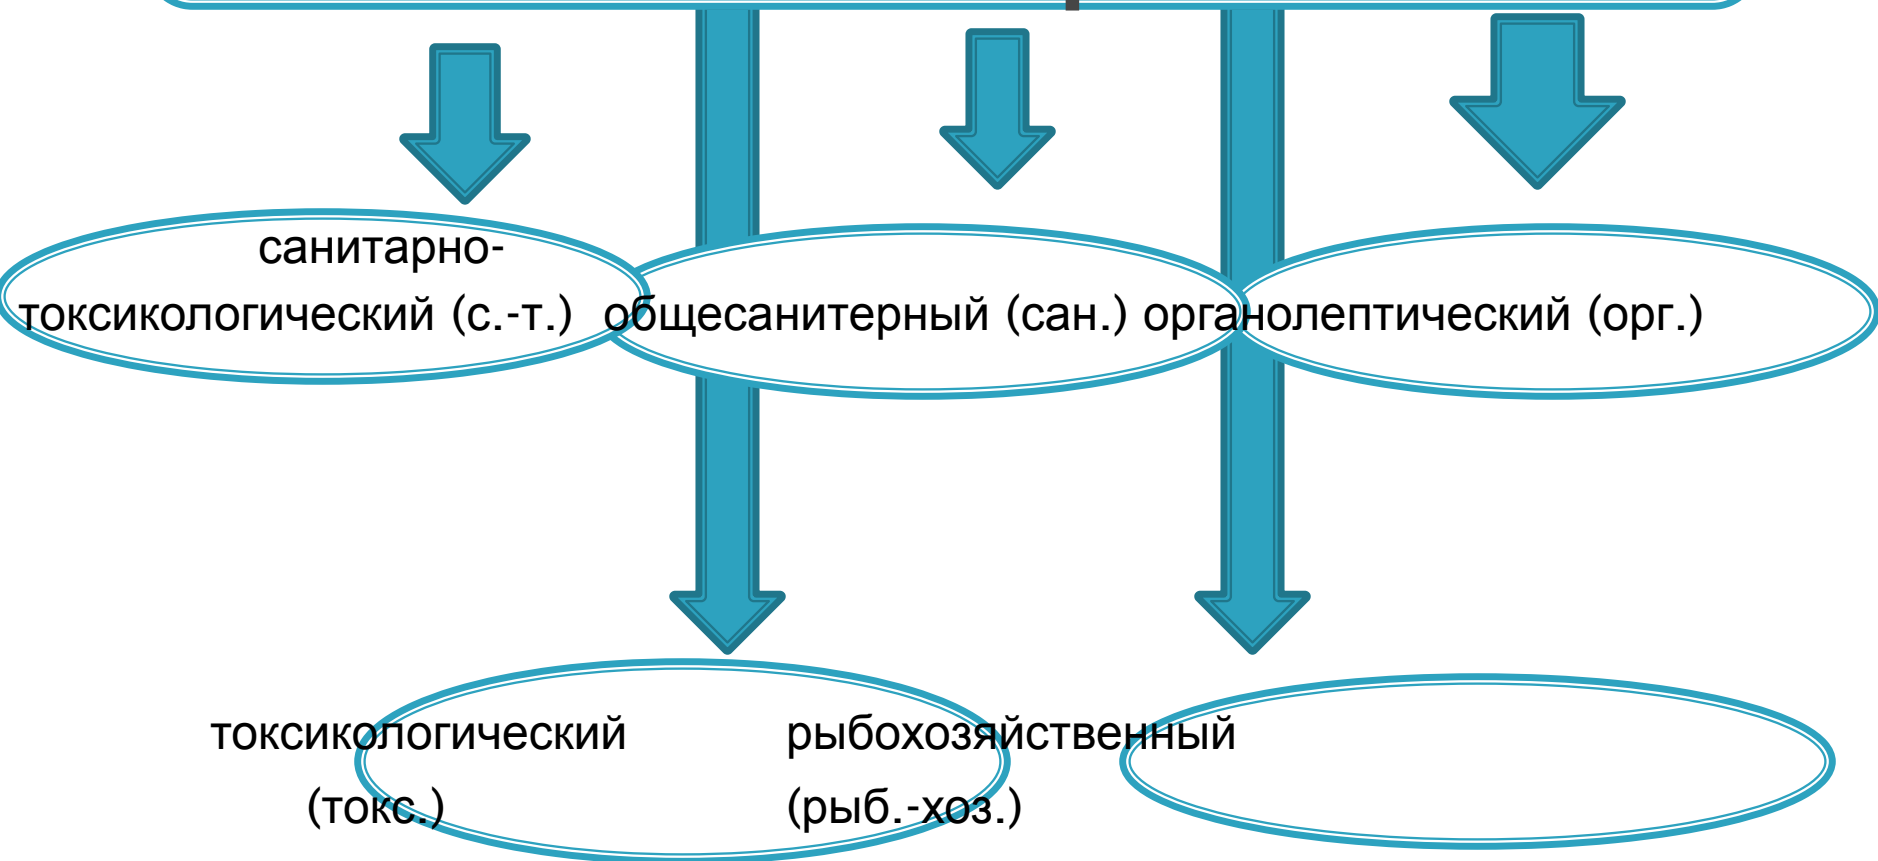 санитарно-
токсикологический (с.-т.) общесанитерный (сан.) органолептический (орг.)
токсикологический рыбохозяйственный
(токс.) (рыб.-хоз.)